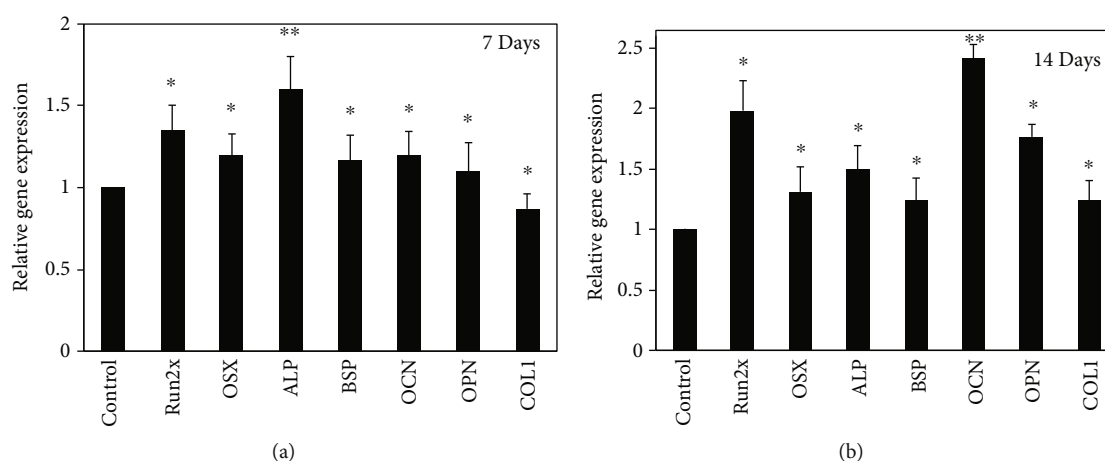 2
1.5
1
0.5
0
Relative gene expression
7 Days
*
*
**
*
*
*
*
Control
Run2x
OSX
ALP
BSP
OCN
OPN
COL1
(a)
2.5
2
1.5
1
0.5
0
Relative gene expression
14 Days
*
*
*
*
**
*
*
Control
Run2x
OSX
ALP
BSP
OCN
OPN
COL1
(b)